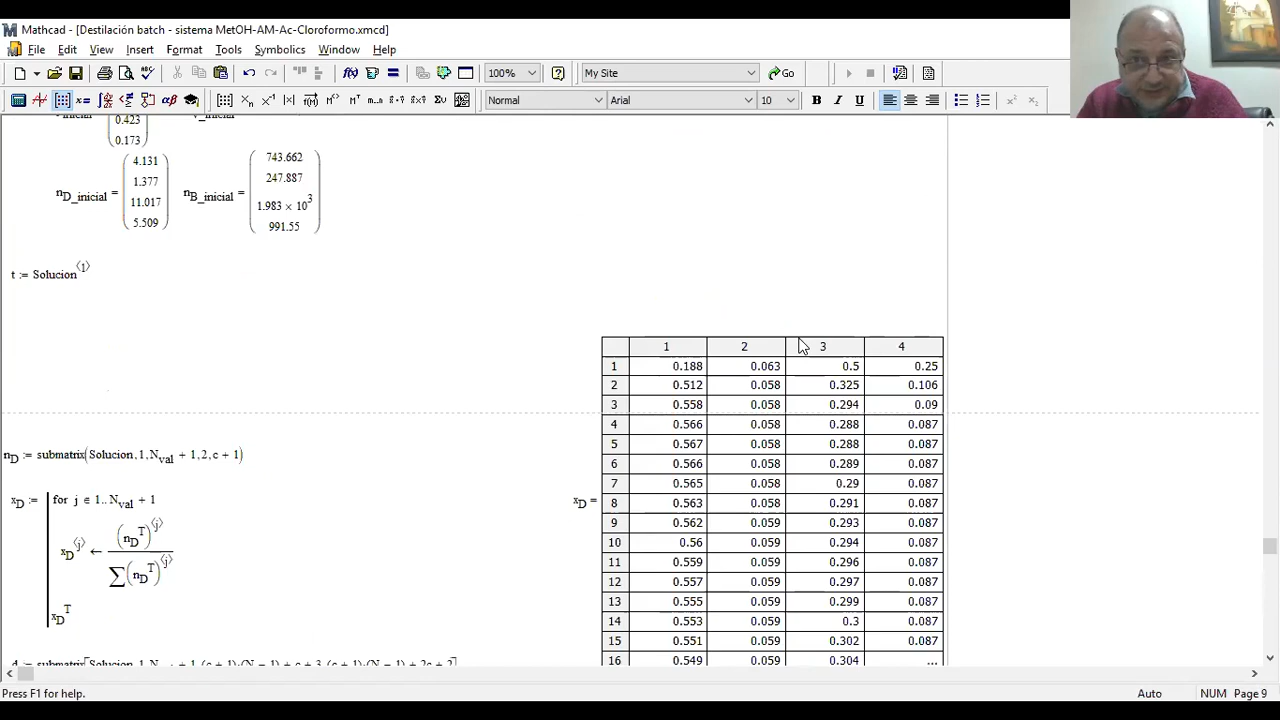 Mathcad - [Destilación batch - sistema MetOH-AM-Ac-Cloroformo.xmcd]
File Edit View Insert Format Tools Symbolics Window Help
100% My Site Go
Normal Arial 10 B I U
0.423
0.173
n_D_inicial = 4.131 1.377 11.017 5.509 n_B_inicial = 743.662 247.887 1.983 × 10^3 991.55
t := Solucion^⟨1⟩
1 2 3 4
1 0.188 0.063 0.5 0.25
2 0.512 0.058 0.325 0.106
3 0.558 0.058 0.294 0.09
4 0.566 0.058 0.288 0.087
5 0.567 0.058 0.288 0.087
6 0.566 0.058 0.289 0.087
7 0.565 0.058 0.29 0.087
x_D = 8 0.563 0.058 0.291 0.087
9 0.562 0.059 0.293 0.087
10 0.56 0.059 0.294 0.087
11 0.559 0.059 0.296 0.087
12 0.557 0.059 0.297 0.087
13 0.555 0.059 0.299 0.087
14 0.553 0.059 0.3 0.087
15 0.551 0.059 0.302 0.087
16 0.549 0.059 0.304 ...
n_D := submatrix(Solucion, 1, N_val + 1, 2, c + 1)
x_D := for j ∈ 1.. N_val + 1
x_D^⟨j⟩ ← (n_D^T)^⟨j⟩ / ∑(n_D^T)^⟨j⟩
x_D^T
Press F1 for help. Auto NUM Page 9